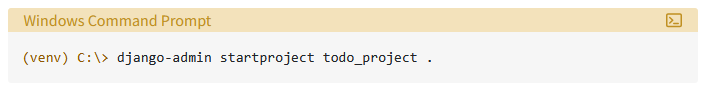 Windows Command Prompt
(venv) C:\> django-admin startproject todo_project .